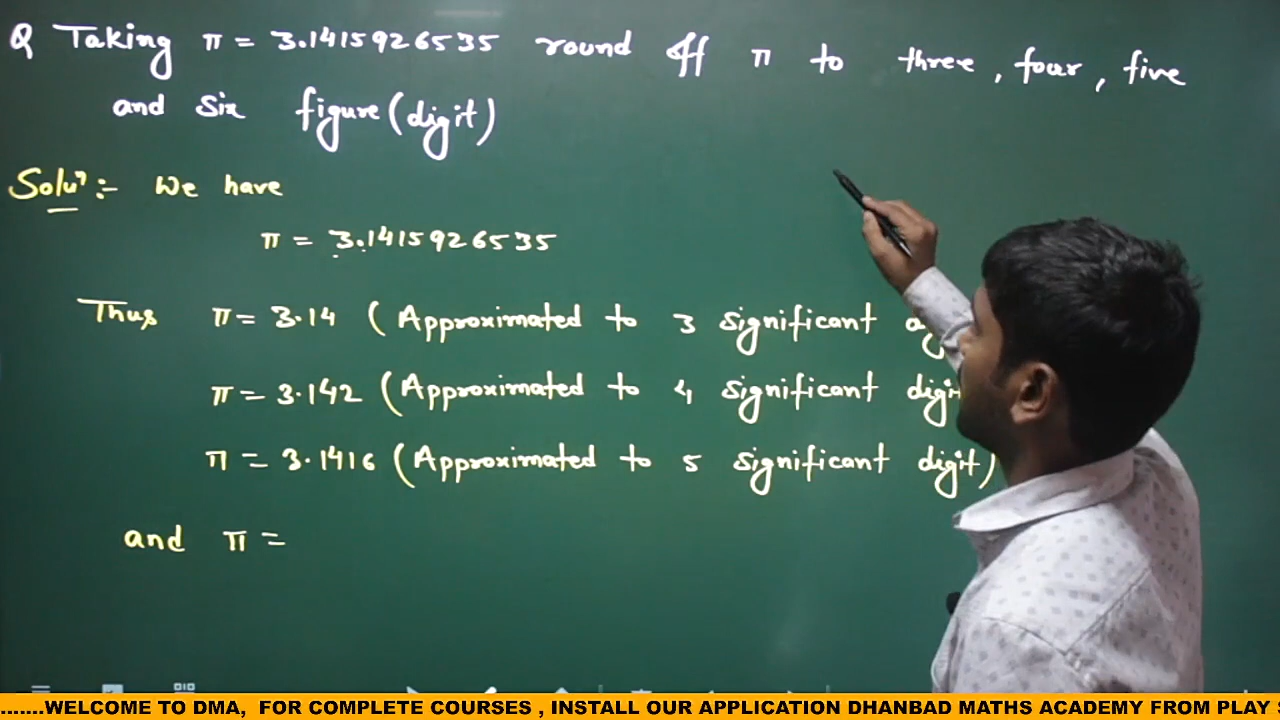 Q Taking π = 3.1415926535 round off π to three, four, five
and six figure (digit)
Solu?:- We have
π = 3.1415926535
Thus π = 3.14 (Approximated to 3 significant
π = 3.142 (Approximated to 4 significant digi
π = 3.1416 (Approximated to 5 significant digit)
and π =
.......WELCOME TO DMA, FOR COMPLETE COURSES , INSTALL OUR APPLICATION DHANBAD MATHS ACADEMY FROM PLAY